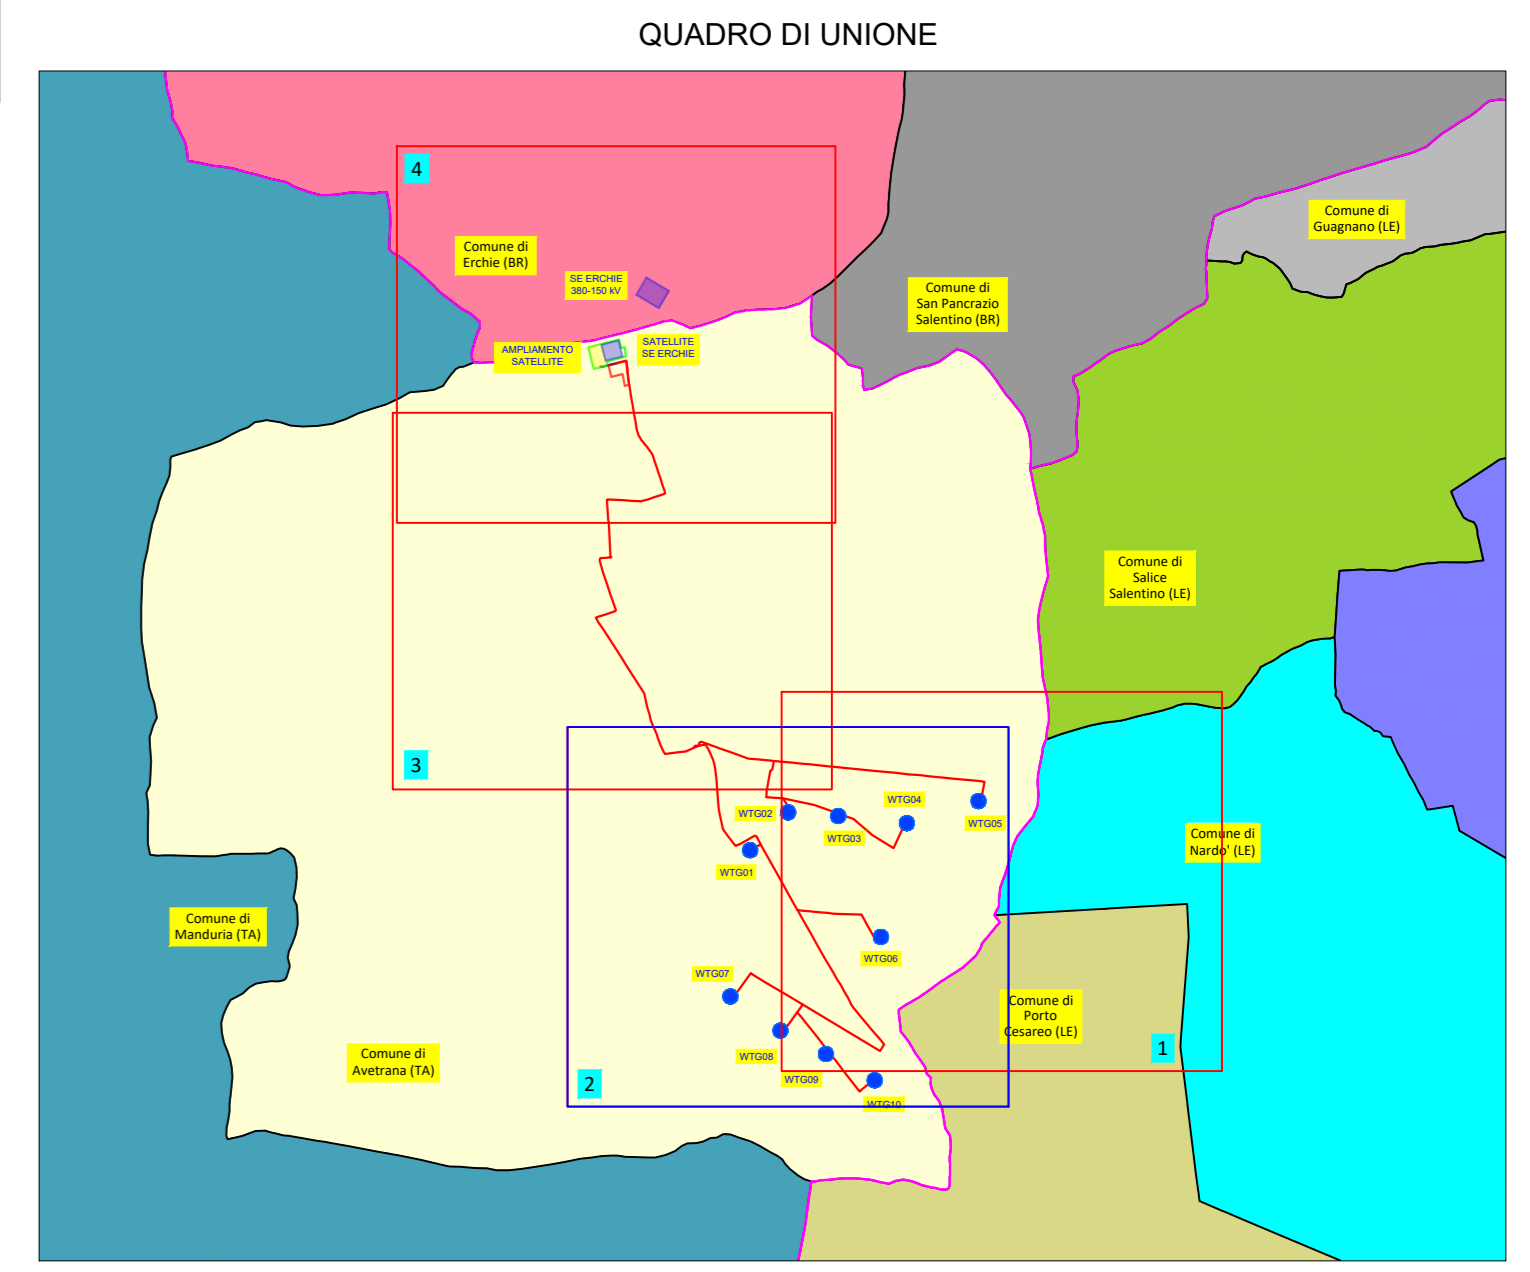 QUADRO DI UNIONE
4
Comune di
Erchie (BR)
SE ERCHIE
380-150 kV
AMPLIAMENTO
SATELLITE
SATELLITE
SE ERCHIE
Comune di
San Pancrazio
Salentino (BR)
Comune di
Guagnano (LE)
Comune di
Salice
Salentino (LE)
3
WTG02
WTG03
WTG04
WTG05
WTG01
Comune di
Nardo' (LE)
Comune di
Manduria (TA)
WTG06
WTG07
Comune di
Porto
Cesareo (LE)
1
Comune di
Avetrana (TA)
2
WTG08
WTG09
WTG10